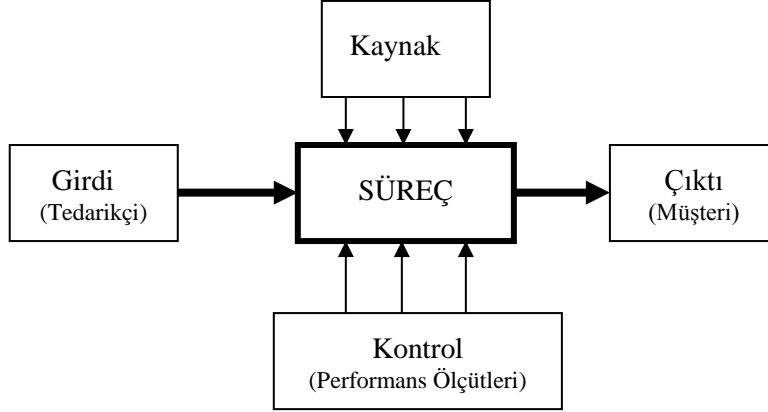 Kaynak
Girdi
(Tedarikçi)
SÜREÇ
Çıktı
(Müşteri)
Kontrol
(Performans Ölçütleri)